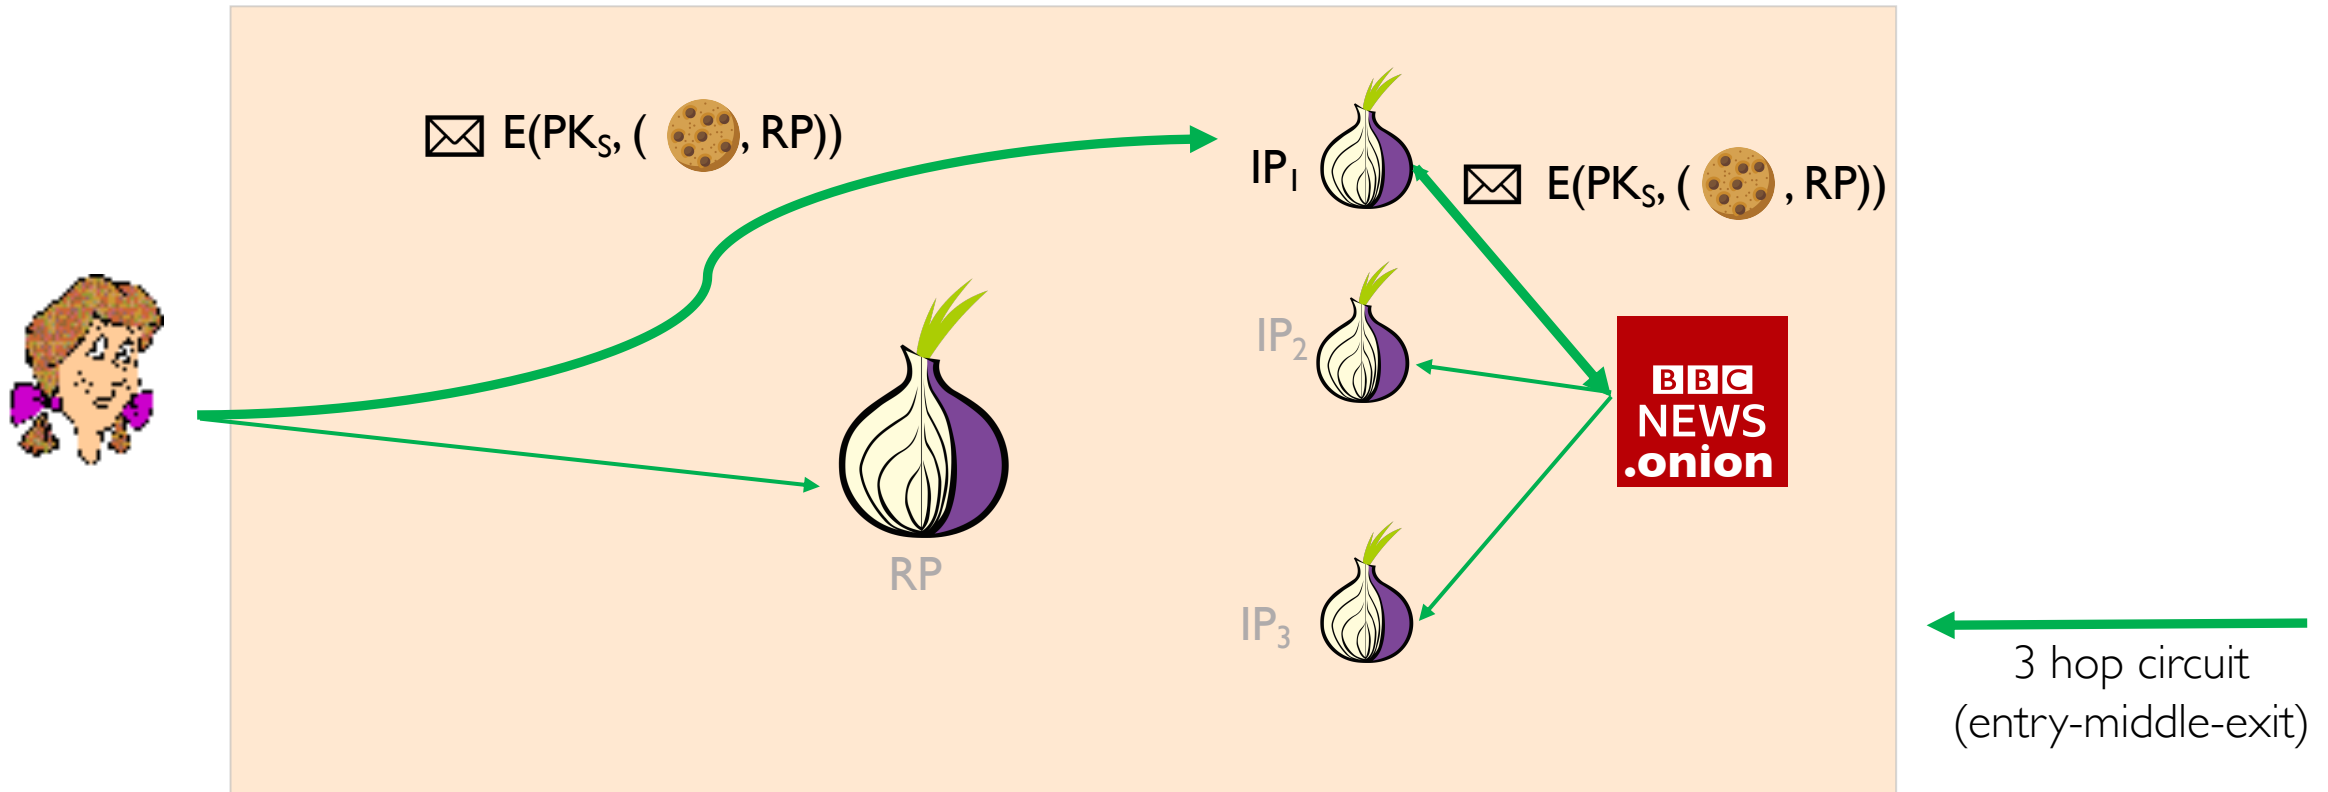 E(PKS, ( , RP))
IP1
E(PKS, ( , RP))
IP2
BBC
NEWS
.onion
RP
IP3
3 hop circuit
(entry-middle-exit)